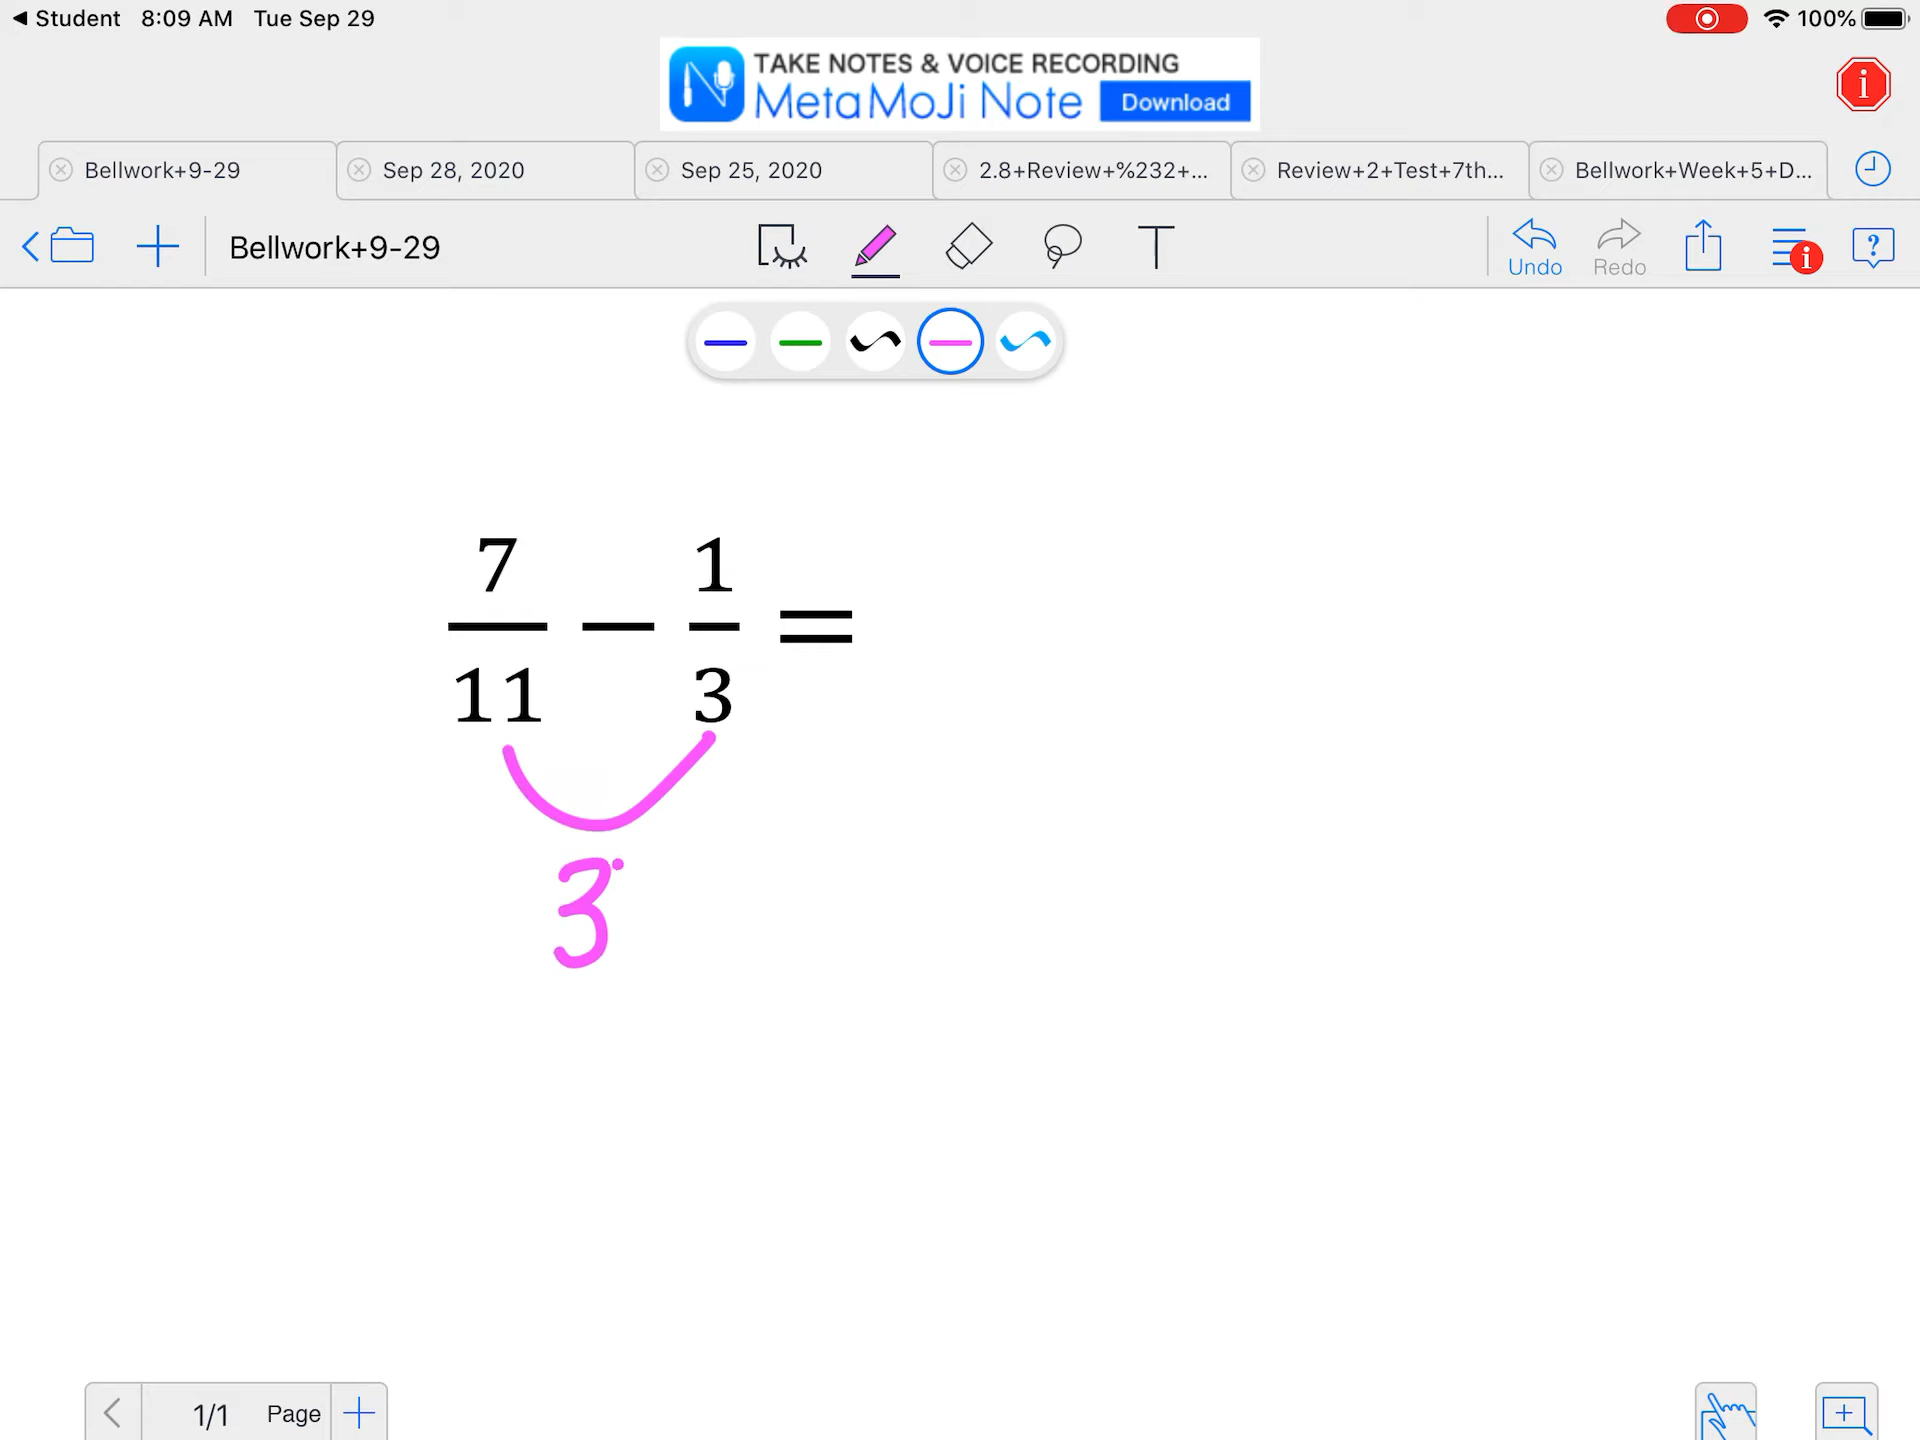 Student 8:09 AM Tue Sep 29 100%
TAKE NOTES & VOICE RECORDING
MetaMoJi Note Download
Bellwork+9-29 Sep 28, 2020 Sep 25, 2020 2.8+Review+%232+... Review+2+Test+7th... Bellwork+Week+5+D...
Bellwork+9-29 T Undo Redo
7/11 − 1/3 =
3
1/1 Page